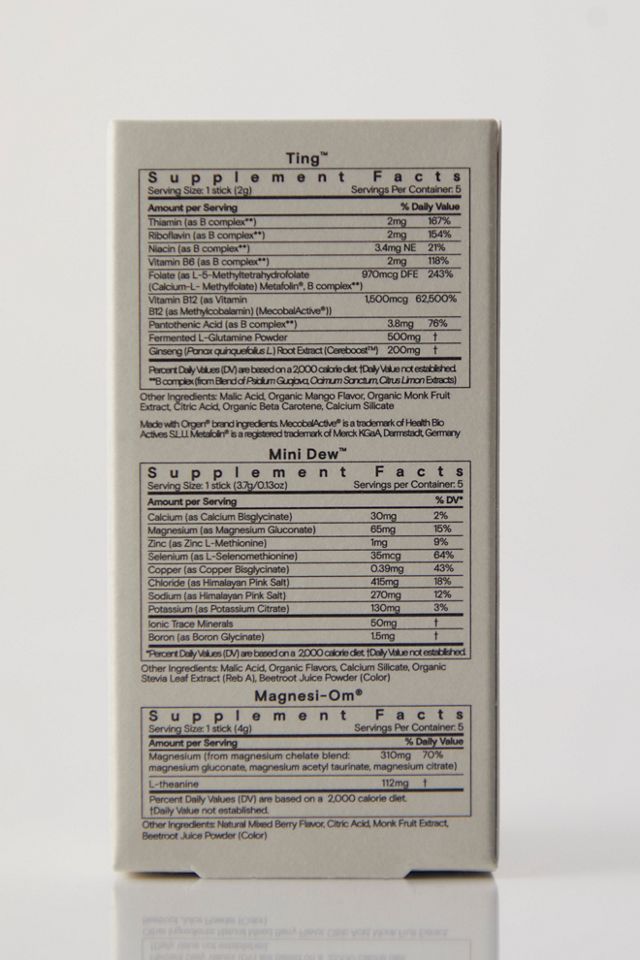 Ting™
Supplement Facts
Serving Size: 1 stick (2g) Servings Per Container: 5
Amount per Serving % Daily Value
Thiamin (as B complex**) 2mg 167%
Riboflavin (as B complex**) 2mg 154%
Niacin (as B complex**) 3.4mg NE 21%
Vitamin B6 (as B complex**) 2mg 118%
Folate (as L-5-Methyltetrahydrofolate 970mcg DFE 243%
(Calcium-L- Methylfolate) Metafolin®, B complex**)
Vitamin B12 (as Vitamin 1,500mcg 62,500%
B12 (as Methylcobalamin) (MecobalActive®))
Pantothenic Acid (as B complex**) 3.8mg 76%
Fermented L-Glutamine Powder 500mg †
Ginseng (Panax quinquefolius L.) Root Extract (Cereboost™) 200mg †
Percent Daily Values (DV) are based on a 2,000 calorie diet. †Daily Value not established.
**B complex (from Blend of Psidium Guajava, Ocimum Sanctum, Citrus Limon Extracts)
Other Ingredients: Malic Acid, Organic Mango Flavor, Organic Monk Fruit
Extract, Citric Acid, Organic Beta Carotene, Calcium Silicate
Made with Orgen® brand ingredients. MecobalActive® is a trademark of Health Bio
Actives S.L.U. Metafolin® is a registered trademark of Merck KGaA, Darmstadt, Germany
Mini Dew™
Supplement Facts
Serving Size: 1 stick (3.7g/0.13oz) Servings per Container: 5
Amount per Serving % DV*
Calcium (as Calcium Bisglycinate) 30mg 2%
Magnesium (as Magnesium Gluconate) 65mg 15%
Zinc (as Zinc L-Methionine) 1mg 9%
Selenium (as L-Selenomethionine) 35mcg 64%
Copper (as Copper Bisglycinate) 0.39mg 43%
Chloride (as Himalayan Pink Salt) 415mg 18%
Sodium (as Himalayan Pink Salt) 270mg 12%
Potassium (as Potassium Citrate) 130mg 3%
Ionic Trace Minerals 50mg †
Boron (as Boron Glycinate) 1.5mg †
*Percent Daily Values (DV) are based on a 2,000 calorie diet. †Daily Value not established.
Other Ingredients: Malic Acid, Organic Flavors, Calcium Silicate, Organic
Stevia Leaf Extract (Reb A), Beetroot Juice Powder (Color)
Magnesi-Om®
Supplement Facts
Serving Size: 1 stick (4g) Servings Per Container: 5
Amount per Serving % Daily Value
Magnesium (from magnesium chelate blend: 310mg 70%
magnesium gluconate, magnesium acetyl taurinate, magnesium citrate)
L-theanine 112mg †
Percent Daily Values (DV) are based on a 2,000 calorie diet.
†Daily Value not established.
Other Ingredients: Natural Mixed Berry Flavor, Citric Acid, Monk Fruit Extract,
Beetroot Juice Powder (Color)